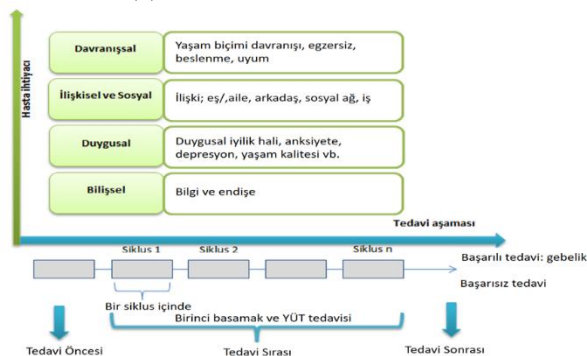 Hasta ihtiyacı
Davranışsal
Yaşam biçimi davranışı, egzersiz,
beslenme, uyum
İlişkisel ve Sosyal
İlişki; eş/,aile, arkadaş, sosyal ağ, iş
Duygusal
Duygusal iyilik hali, anksiyete,
depresyon, yaşam kalitesi vb.
Bilişsel
Bilgi ve endişe
Tedavi aşaması
Siklus 1
Siklus 2
Siklus n
Başarılı tedavi: gebelik
Başarısız tedavi
Bir siklus içinde
Birinci basamak ve YÜT tedavisi
Tedavi Öncesi
Tedavi Sırası
Tedavi Sonrası